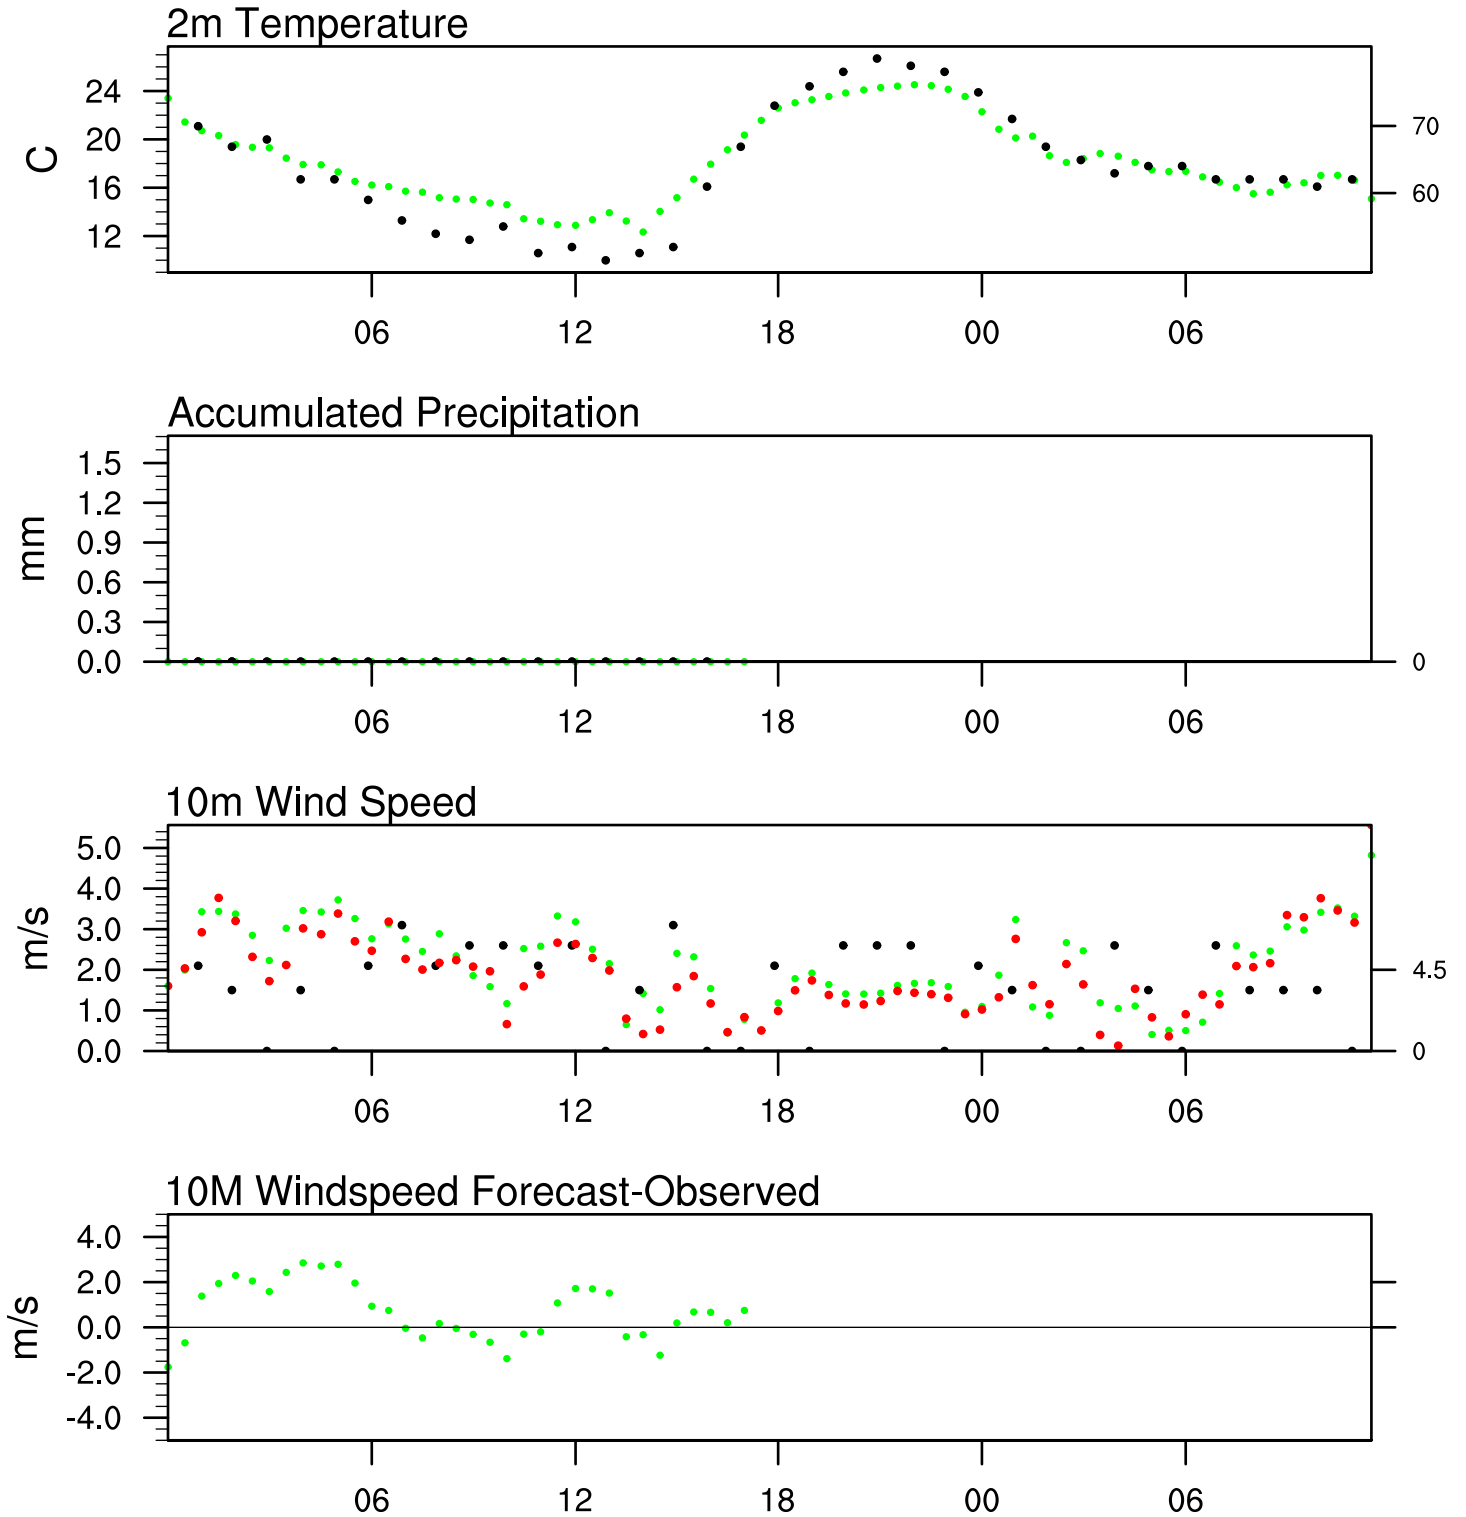 2m Temperature
24
20
16
12
C
70
60
06 12 18 00 06
Accumulated Precipitation
1.5
1.2
0.9
0.6
0.3
0.0
mm
0
06 12 18 00 06
10m Wind Speed
5.0
4.0
3.0
2.0
1.0
0.0
m/s
4.5
0
06 12 18 00 06
10M Windspeed Forecast-Observed
4.0
2.0
0.0
-2.0
-4.0
m/s
06 12 18 00 06